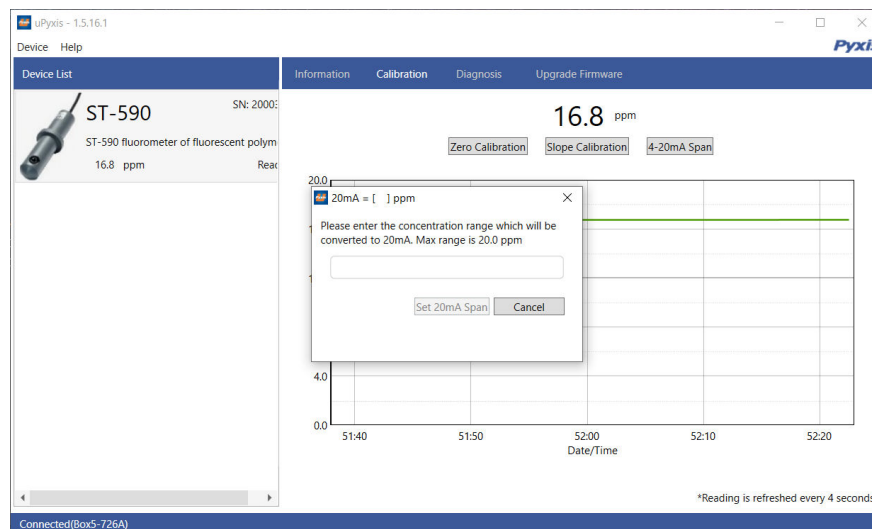 uPyxis - 1.5.16.1
Device Help
Pyxis
Device List
Information Calibration Diagnosis Upgrade Firmware
ST-590
SN: 2000
ST-590 fluorometer of fluorescent polym
16.8 ppm
Reac
16.8 ppm
Zero Calibration Slope Calibration 4-20mA Span
20.0
20mA = [ ] ppm
Please enter the concentration range which will be
converted to 20mA. Max range is 20.0 ppm
Set 20mA Span Cancel
4.0
0.0
51:40 51:50 52:00 52:10 52:20
Date/Time
*Reading is refreshed every 4 seconds
Connected(Box5-726A)